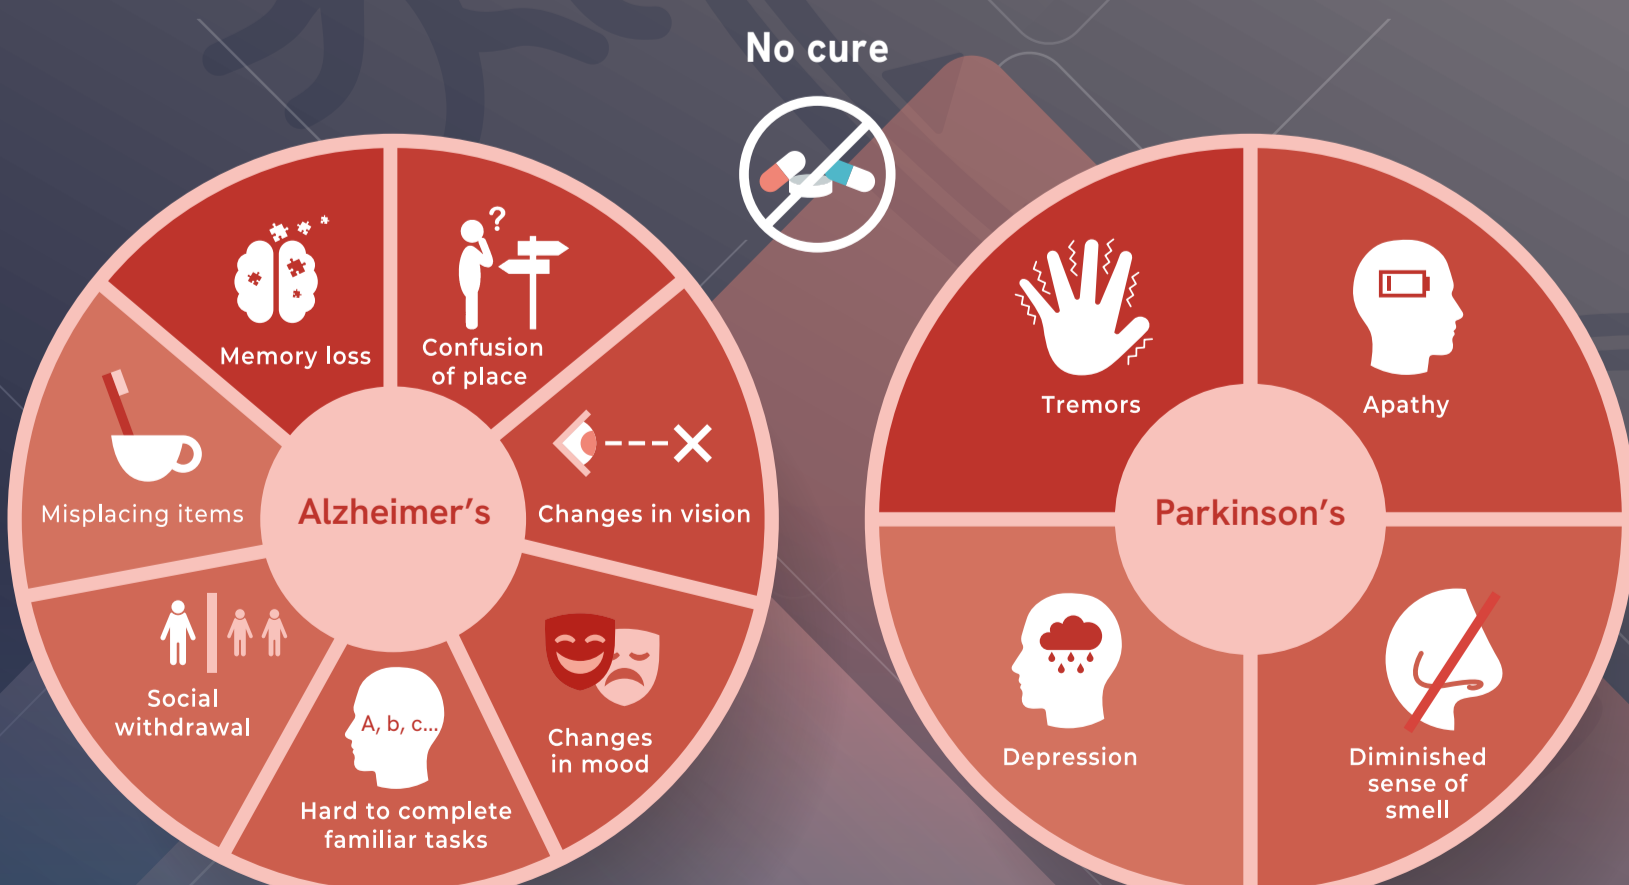 No cure
Memory loss
Confusion
of place
?
Changes in vision
Changes
in mood
A, b, c...
Hard to complete
familiar tasks
Social
withdrawal
Misplacing items
Alzheimer's
Tremors
Apathy
Diminished
sense of
smell
Depression
Parkinson's